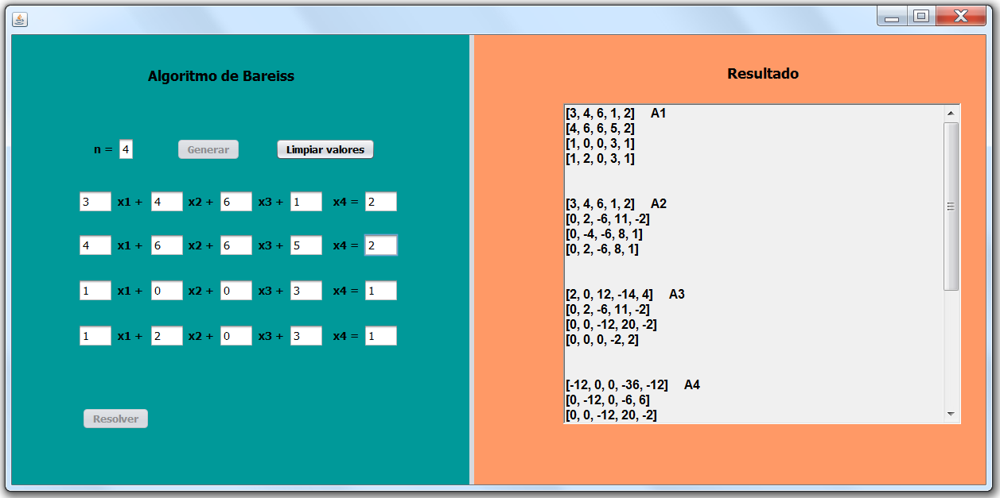 Algoritmo de Bareiss
n = 4 Generar Limpiar valores
3 x1 + 4 x2 + 6 x3 + 1 x4 = 2
4 x1 + 6 x2 + 6 x3 + 5 x4 = 2
1 x1 + 0 x2 + 0 x3 + 3 x4 = 1
1 x1 + 2 x2 + 0 x3 + 3 x4 = 1
Resolver
Resultado
[3, 4, 6, 1, 2] A1
[4, 6, 6, 5, 2]
[1, 0, 0, 3, 1]
[1, 2, 0, 3, 1]
[3, 4, 6, 1, 2] A2
[0, 2, -6, 11, -2]
[0, -4, -6, 8, 1]
[0, 2, -6, 8, 1]
[2, 0, 12, -14, 4] A3
[0, 2, -6, 11, -2]
[0, 0, -12, 20, -2]
[0, 0, 0, -2, 2]
[-12, 0, 0, -36, -12] A4
[0, -12, 0, -6, 6]
[0, 0, -12, 20, -2]